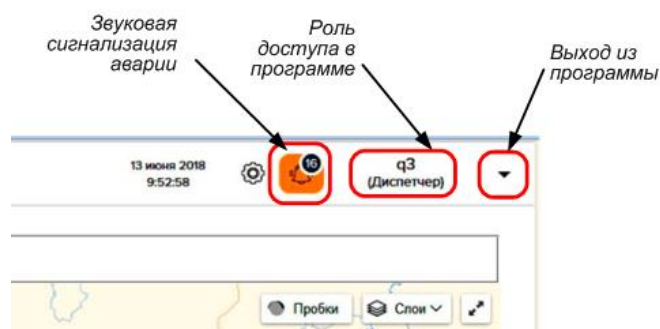 Звуковая
сигнализация
аварии
Роль
доступа в
программе
Выход из
программы
13 июня 2018
9:52:58
16
q3
(Диспетчер)
Пробки
Слои